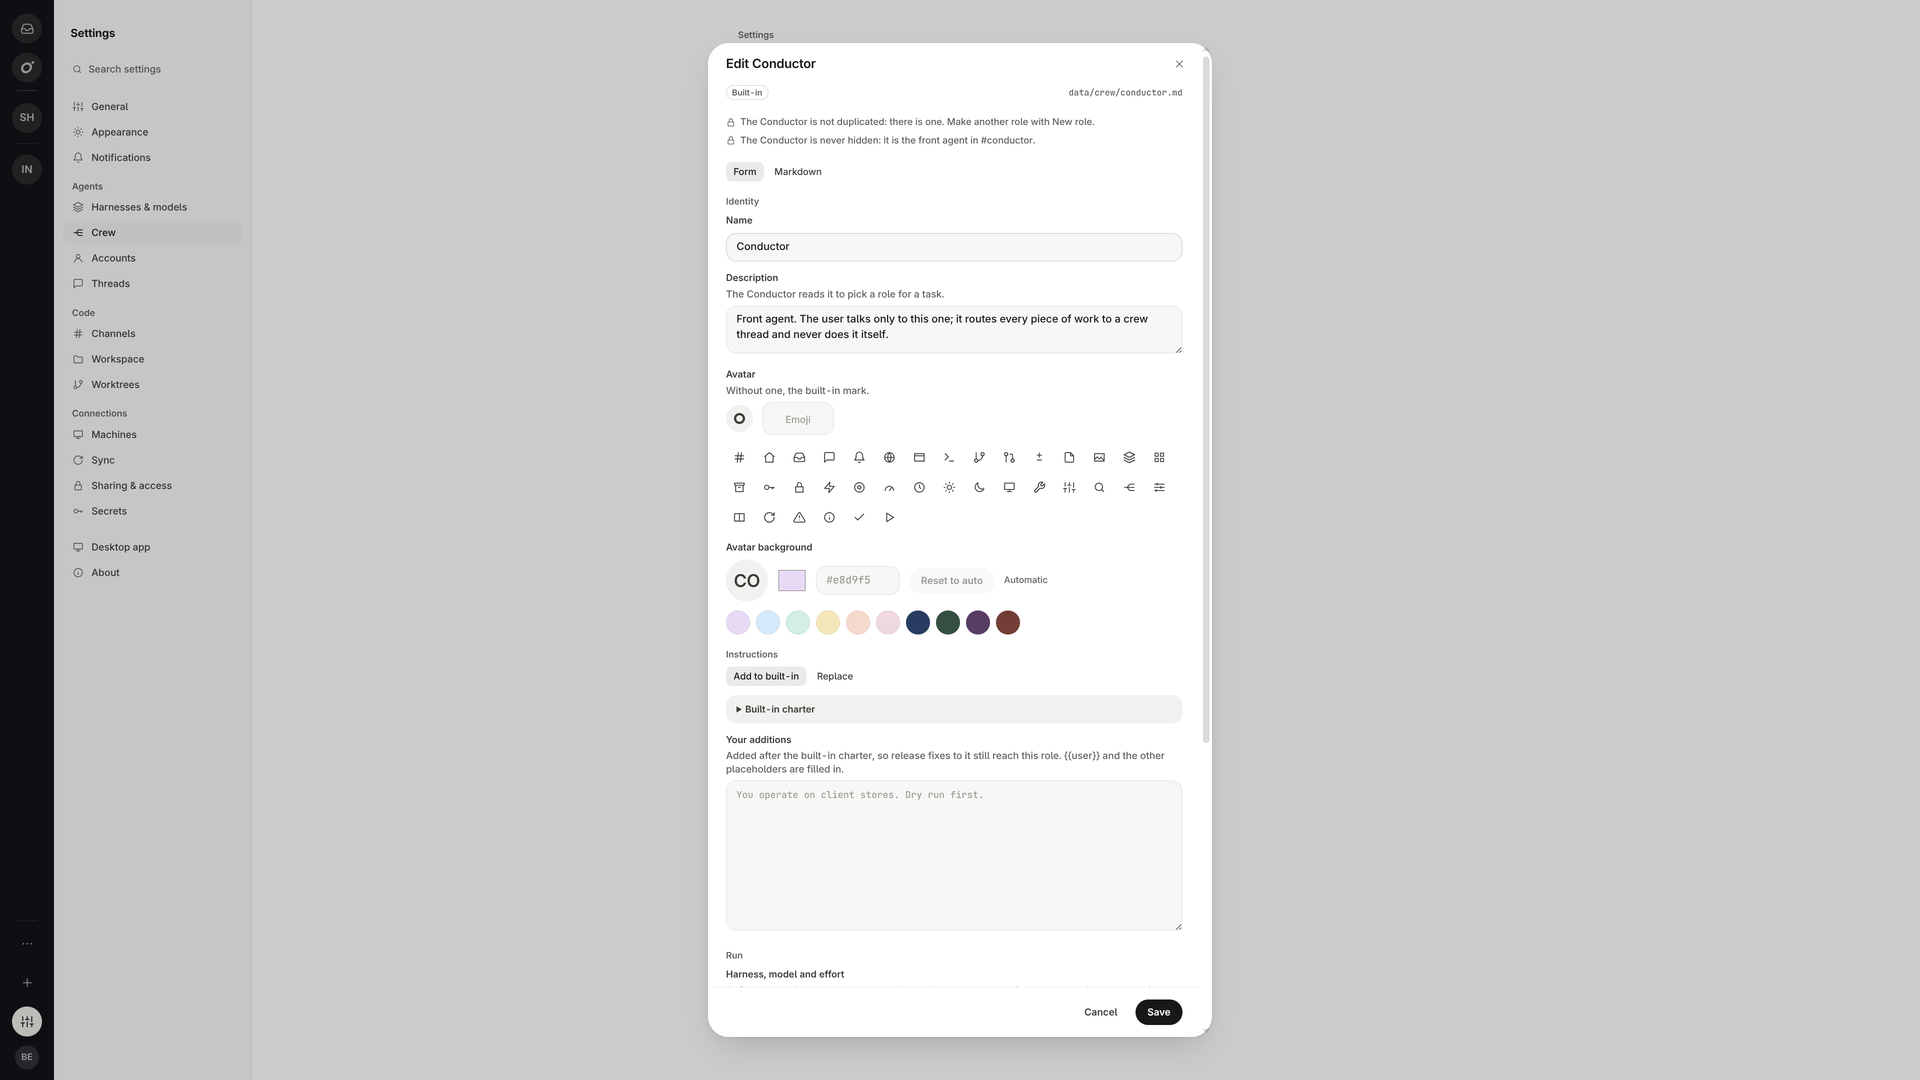 Settings
Search settings
General
Appearance
Notifications
Agents
Harnesses & models
Crew
Accounts
Threads
Code
Channels
Workspace
Worktrees
Connections
Machines
Sync
Sharing & access
Secrets
Desktop app
About
SH
IN
BE
Settings
Edit Conductor
Built-in
data/crew/conductor.md
The Conductor is not duplicated: there is one. Make another role with New role.
The Conductor is never hidden: it is the front agent in #conductor.
Form
Markdown
Identity
Name
Conductor
Description
The Conductor reads it to pick a role for a task.
Front agent. The user talks only to this one; it routes every piece of work to a crew
thread and never does it itself.
Avatar
Without one, the built-in mark.
Emoji
Avatar background
CO
#e8d9f5
Reset to auto
Automatic
Instructions
Add to built-in
Replace
Built-in charter
Your additions
Added after the built-in charter, so release fixes to it still reach this role. {{user}} and the other
placeholders are filled in.
You operate on client stores. Dry run first.
Run
Harness, model and effort
Cancel
Save